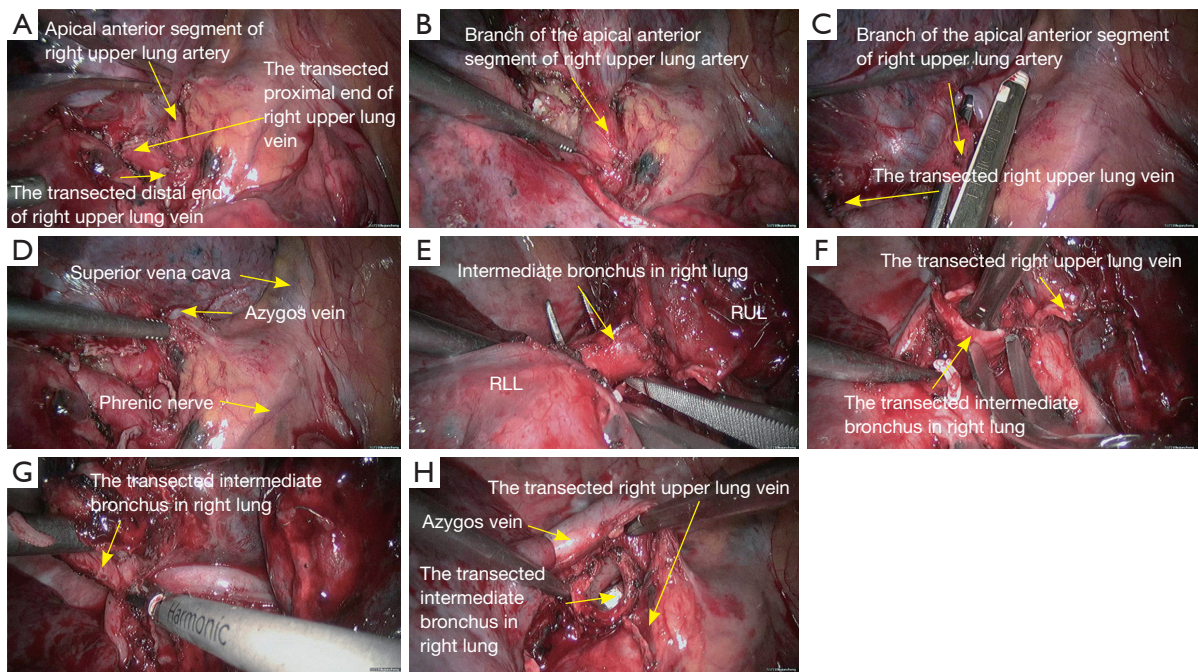 A
Apical anterior segment of
right upper lung artery
The transected
proximal end of
right upper lung
vein
The transected distal end
of right upper lung vein
B
Branch of the apical anterior
segment of right upper lung artery
C
Branch of the apical anterior segment
of right upper lung artery
The transected right upper lung vein
D
Superior vena cava
Azygos vein
Phrenic nerve
E
Intermediate bronchus in right lung
RUL
RLL
F
The transected right upper lung vein
The transected intermediate
bronchus in right lung
G
The transected intermediate
bronchus in right lung
Harmonic
H
The transected right upper lung vein
Azygos vein
The transected
intermediate
bronchus in
right lung